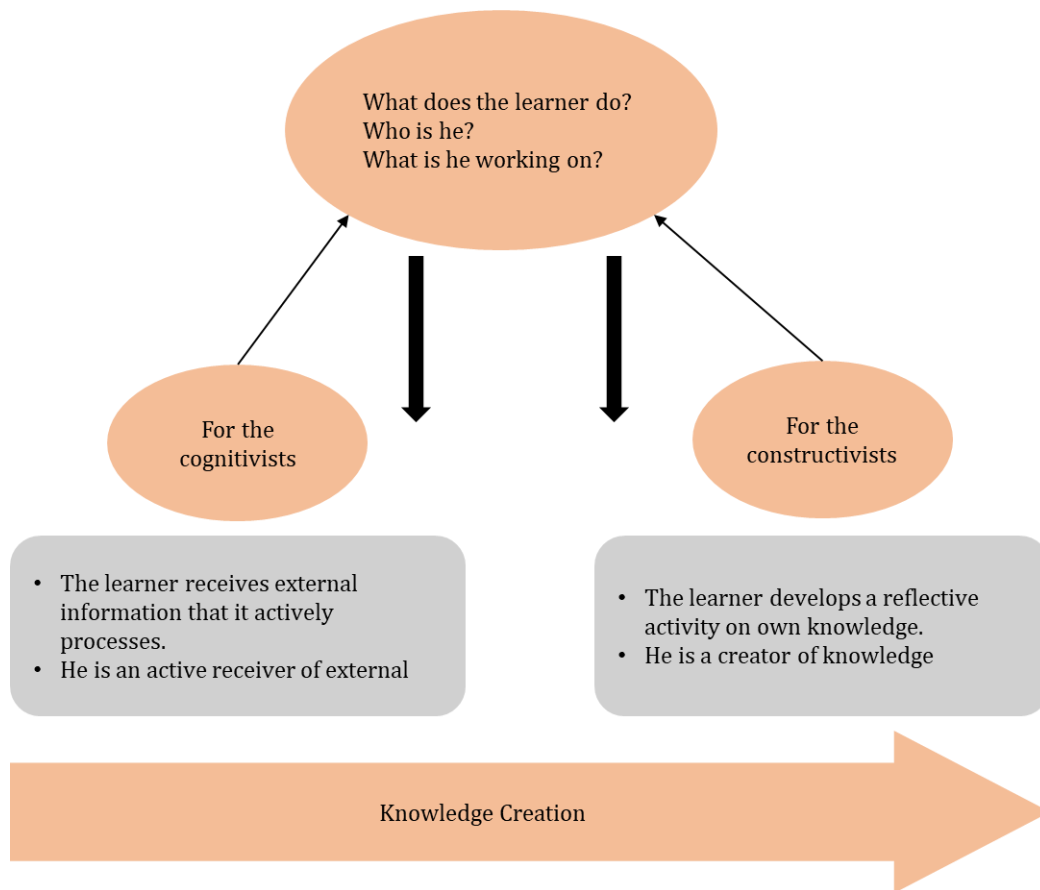 What does the learner do?
Who is he?
What is he working on?
For the
cognitivists
For the
constructivists
• The learner receives external
information that it actively
processes.
• He is an active receiver of external
• The learner develops a reflective
activity on own knowledge.
• He is a creator of knowledge
Knowledge Creation